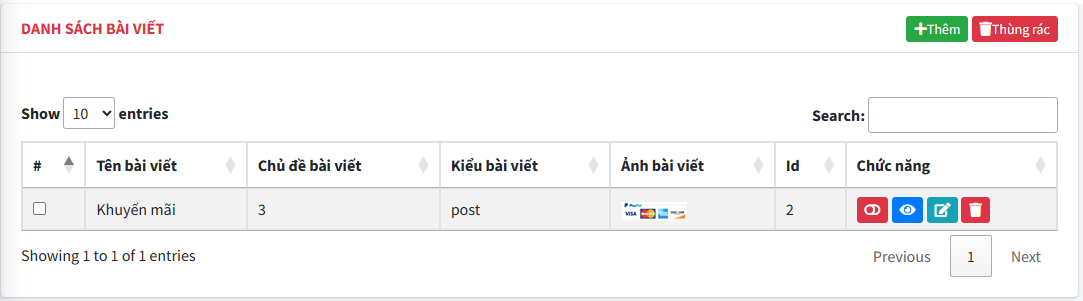 DANH SÁCH BÀI VIẾT
Thêm Thùng rác
Show 10 entries
Search:
# Tên bài viết Chủ đề bài viết Kiểu bài viết Ảnh bài viết Id Chức năng
Khuyến mãi 3 post PayPal VISA 2
Showing 1 to 1 of 1 entries
Previous 1 Next